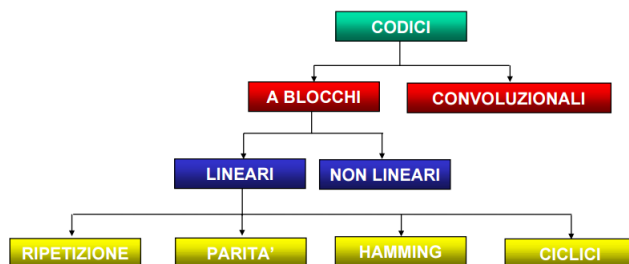 CODICI
A BLOCCHI
CONVOLUZIONALI
LINEARI
NON LINEARI
RIPETIZIONE
PARITA’
HAMMING
CICLICI